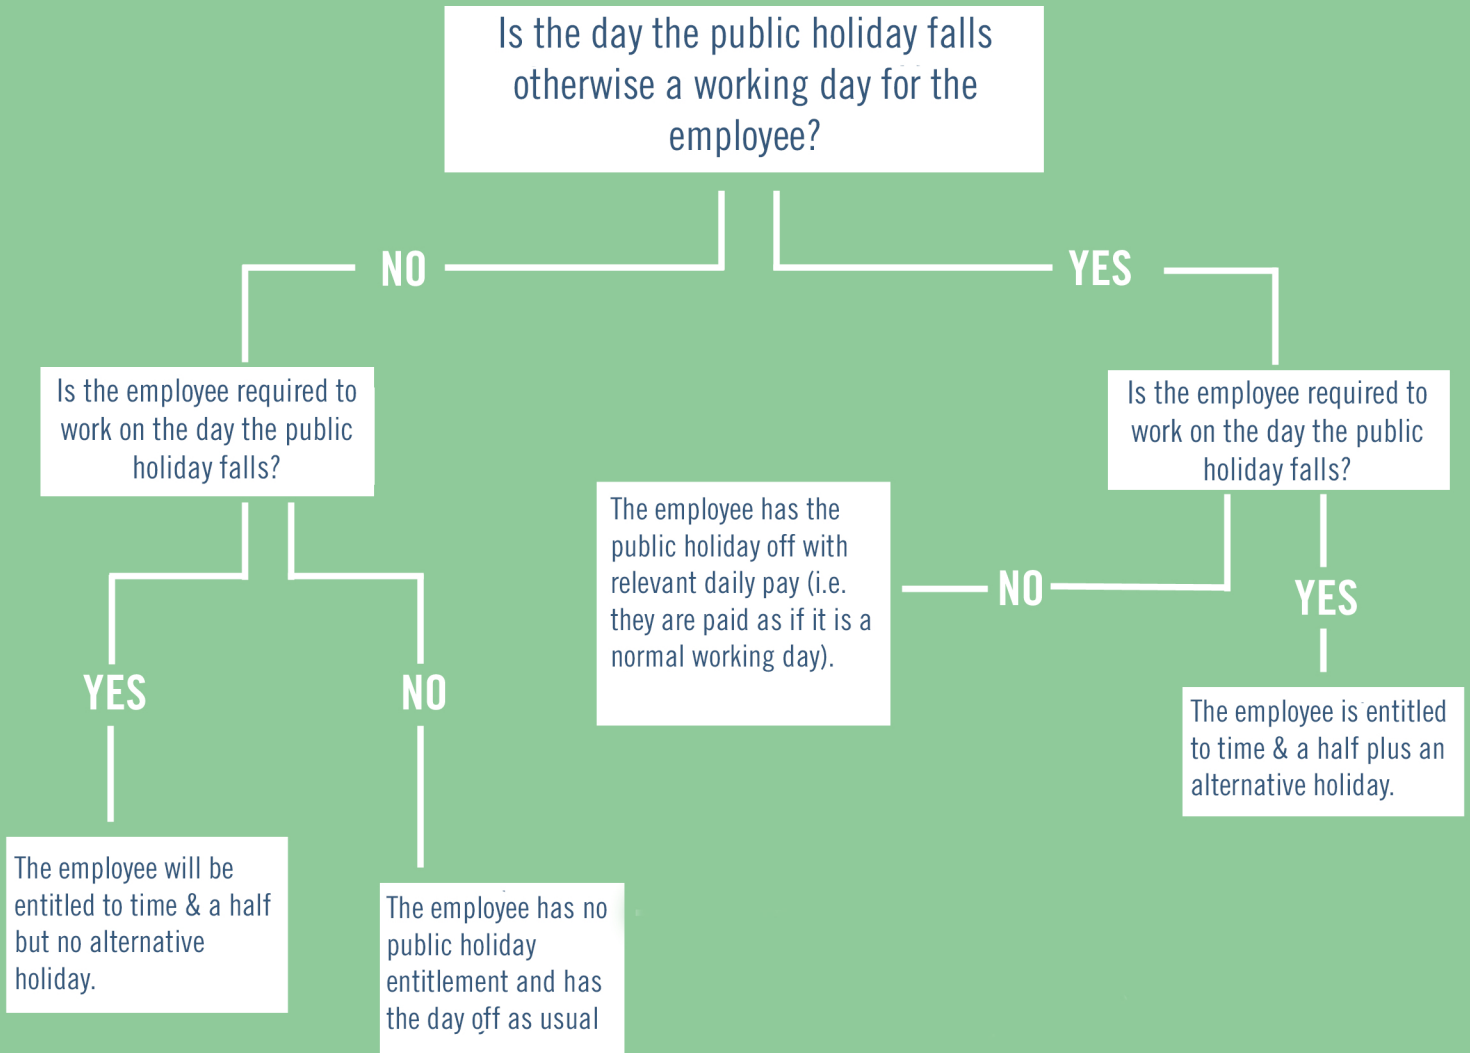 Is the day the public holiday falls
otherwise a working day for the
employee?
NO
YES
Is the employee required to
work on the day the public
holiday falls?
Is the employee required to
work on the day the public
holiday falls?
The employee has the
public holiday off with
relevant daily pay (i.e.
they are paid as if it is a
normal working day).
NO
YES
YES
NO
The employee is entitled
to time & a half plus an
alternative holiday.
The employee will be
entitled to time & a half
but no alternative
holiday.
The employee has no
public holiday
entitlement and has
the day off as usual